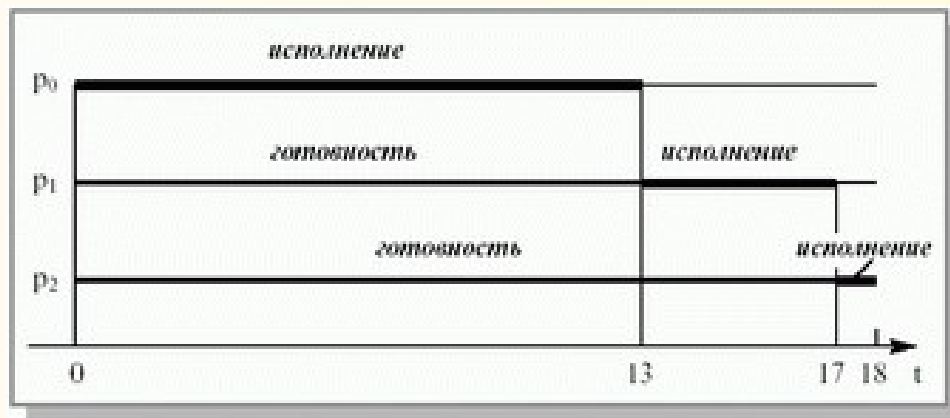 исполнение
p₀
готовность исполнение
p₁
готовность исполнение
p₂
0 13 17 18 t